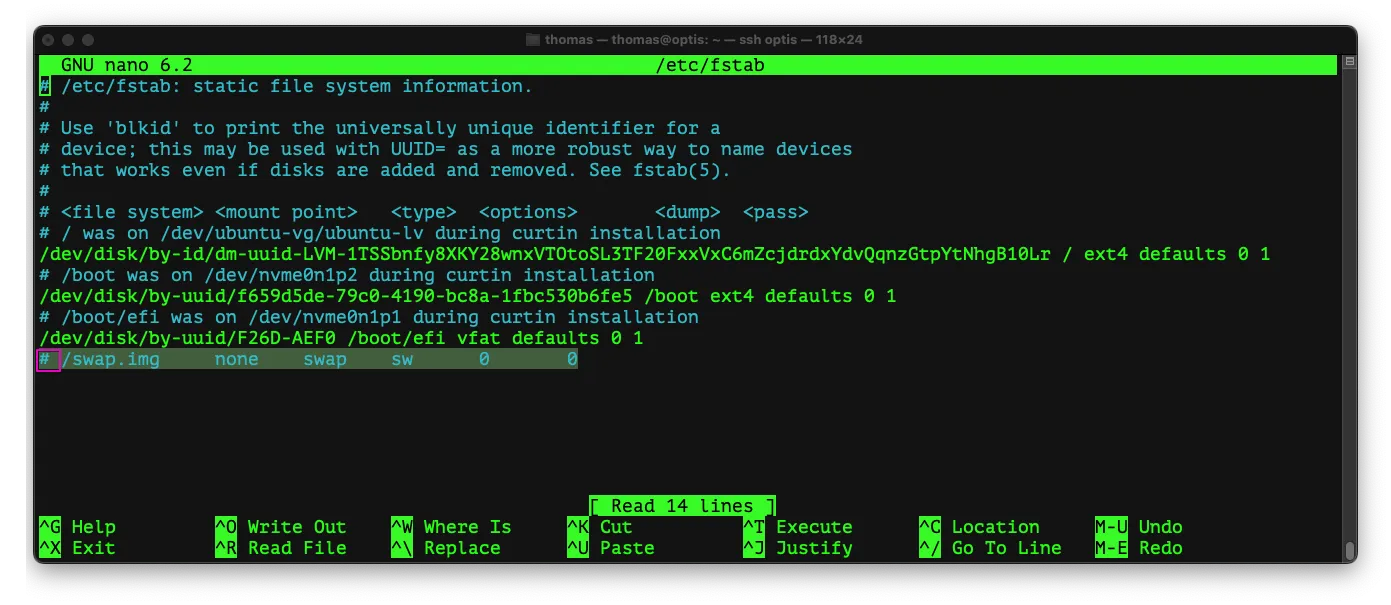 thomas — thomas@optis: ~ — ssh optis — 118×24
GNU nano 6.2 /etc/fstab
# /etc/fstab: static file system information.
#
# Use 'blkid' to print the universally unique identifier for a
# device; this may be used with UUID= as a more robust way to name devices
# that works even if disks are added and removed. See fstab(5).
#
# <file system> <mount point>   <type>  <options>       <dump>  <pass>
# / was on /dev/ubuntu-vg/ubuntu-lv during curtin installation
/dev/disk/by-id/dm-uuid-LVM-1TSSbnfy8XKY28wnxVTOtoSL3TF20FxxVxC6mZcjdrdxYdvQqnzGtpYtNhgB10Lr / ext4 defaults 0 1
# /boot was on /dev/nvme0n1p2 during curtin installation
/dev/disk/by-uuid/f659d5de-79c0-4190-bc8a-1fbc530b6fe5 /boot ext4 defaults 0 1
# /boot/efi was on /dev/nvme0n1p1 during curtin installation
/dev/disk/by-uuid/F26D-AEF0 /boot/efi vfat defaults 0 1
# /swap.img     none    swap    sw      0       0
[ Read 14 lines ]
^G Help ^O Write Out ^W Where Is ^K Cut ^T Execute ^C Location M-U Undo
^X Exit ^R Read File ^\ Replace ^U Paste ^J Justify ^/ Go To Line M-E Redo